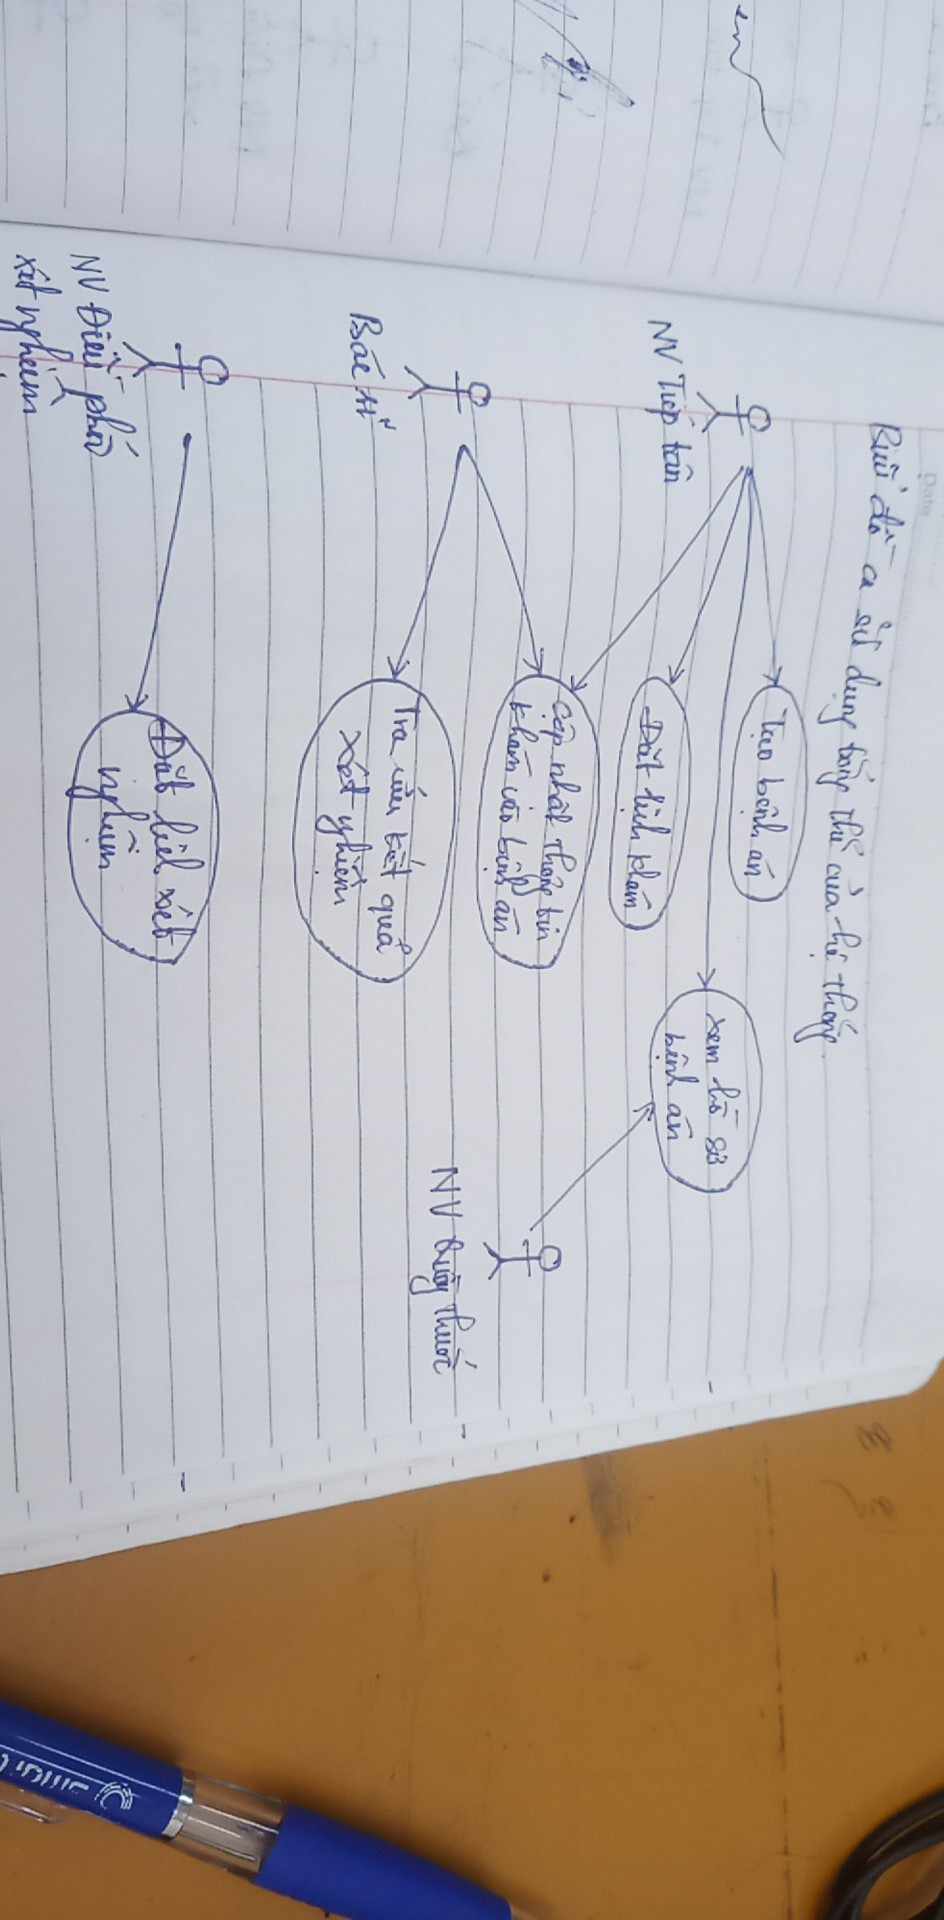 Biểu đồ ca sử dụng tổng thể của hệ thống
NV Tiếp tân
Tạo bệnh án
Đặt lịch khám
xem hồ sơ
bệnh án
Cập nhật thông tin
khám vào bệnh án
Bác sĩ
Tra cứu kết quả
xét nghiệm
NV Quầy thuốc
NV Điều phối
xét nghiệm
Đặt lịch xét
nghiệm
Date